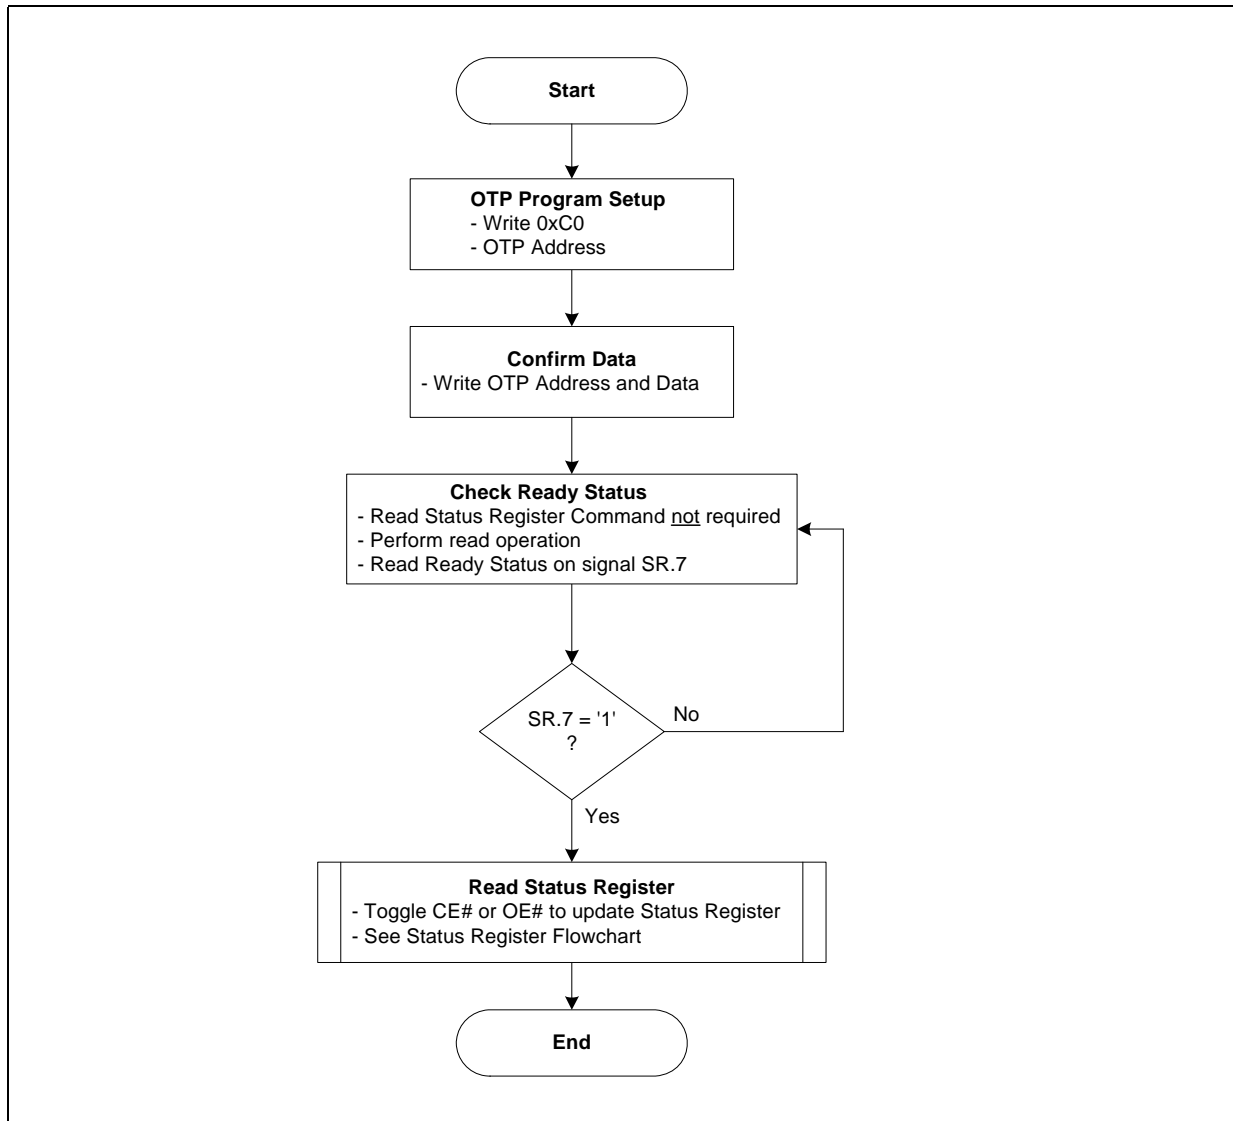 Start
OTP Program Setup
- Write 0xC0
- OTP Address
Confirm Data
- Write OTP Address and Data
Check Ready Status
- Read Status Register Command not required
- Perform read operation
- Read Ready Status on signal SR.7
SR.7 = '1'
?
No
Yes
Read Status Register
- Toggle CE# or OE# to update Status Register
- See Status Register Flowchart
End